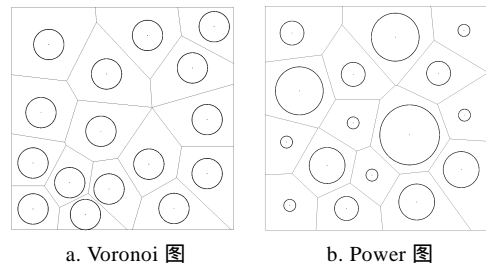 a. Voronoi 图
b. Power 图